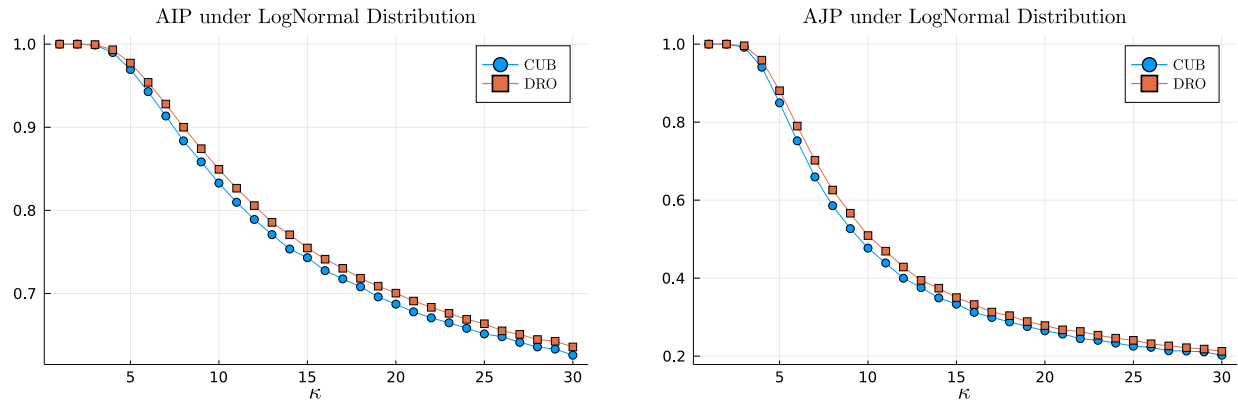 AIP under LogNormal Distribution
1.0
0.9
0.8
0.7
5 10 15 20 25 30
κ
CUB
DRO
AJP under LogNormal Distribution
1.0
0.8
0.6
0.4
0.2
5 10 15 20 25 30
κ
CUB
DRO